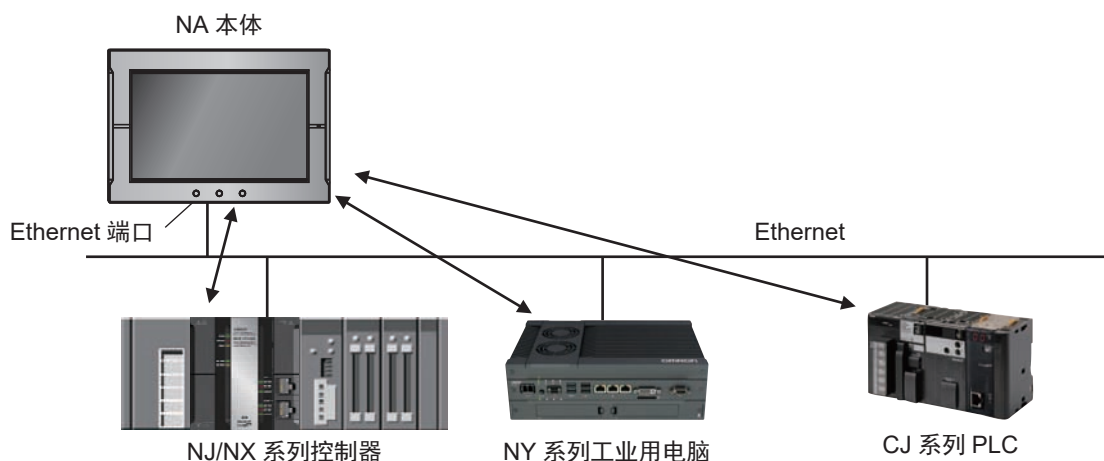 NA 本体
Ethernet 端口
Ethernet
OMRON
NJ/NX 系列控制器
NY 系列工业用电脑
CJ 系列 PLC